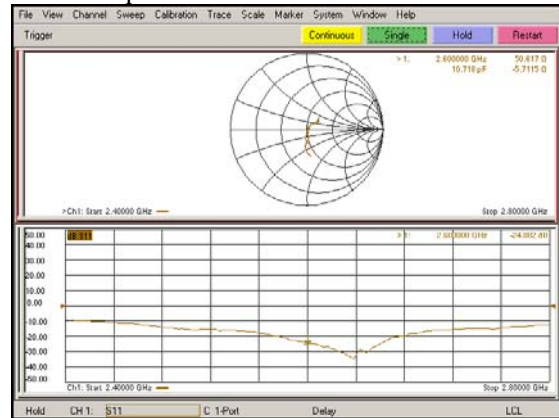 File View Channel Sweep Calibration Trace Scale Marker System Window Help
Trigger Continuous Single Hold Restart
> 1: 2.600000 GHz 50.617 Ω
10.718 pF -5.7115 Ω
>Ch1: Start 2.40000 GHz Stop 2.80000 GHz
50.00 dB S11 > 1: 2.600000 GHz -24.882 dB
40.00
30.00
20.00
10.00
0.00
-10.00
-20.00
-30.00
-40.00
-50.00
Ch1: Start 2.40000 GHz Stop 2.80000 GHz
Hold CH 1: S11 C 1-Port Delay LCL